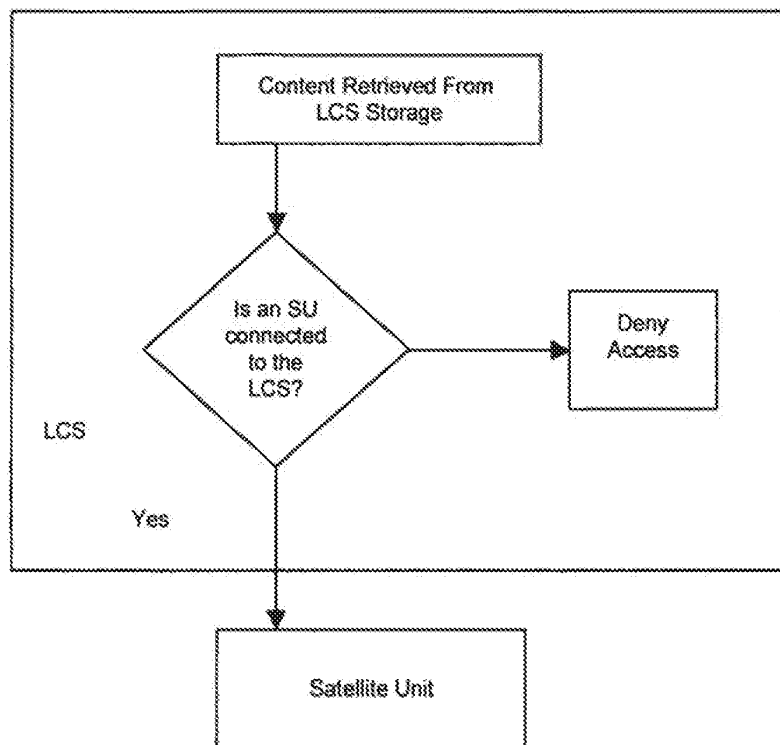 Content Retrieved From
LCS Storage
Is an SU
connected
to the
LCS?
Deny
Access
LCS
Yes
Satellite Unit